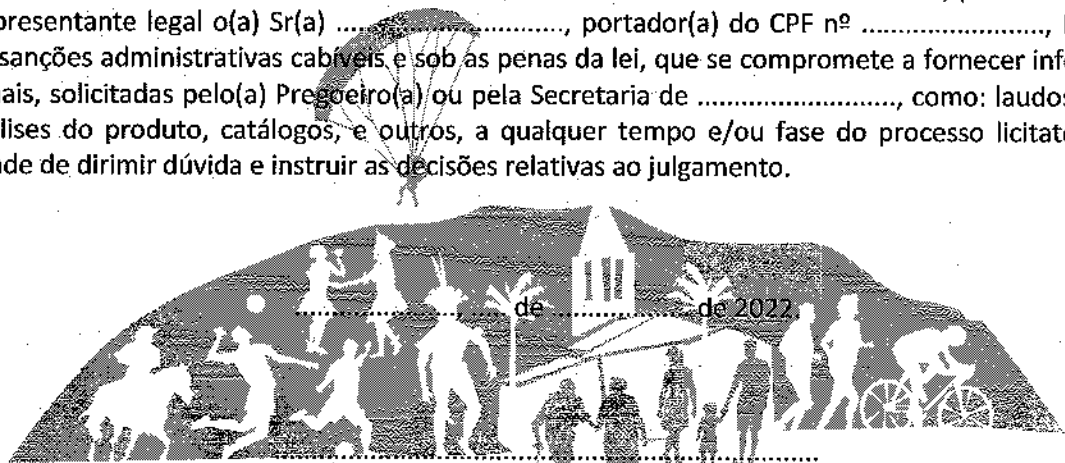 presentante legal o(a) Sr(a) ............................., portador(a) do CPF nº ........................,
sanções administrativas cabíveis e sob as penas da lei, que se compromete a fornecer
ais, solicitadas pelo(a) Pregoeiro(a) ou pela Secretaria de .........................., como: laudos
lises do produto, catálogos, e outros, a qualquer tempo e/ou fase do processo
de de dirimir dúvida e instruir as decisões relativas ao julgamento.
........................, ...... de .................. de 2022.
......................................................................